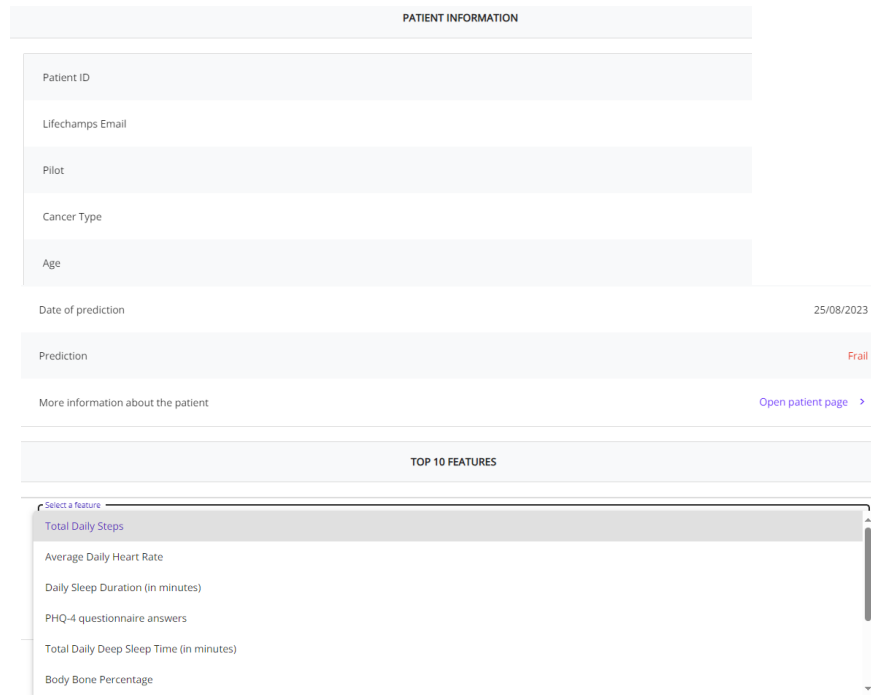 PATIENT INFORMATION
Patient ID
Lifechamps Email
Pilot
Cancer Type
Age
Date of prediction 25/08/2023
Prediction Frail
More information about the patient Open patient page
TOP 10 FEATURES
Select a feature
Total Daily Steps
Average Daily Heart Rate
Daily Sleep Duration (in minutes)
PHQ-4 questionnaire answers
Total Daily Deep Sleep Time (in minutes)
Body Bone Percentage